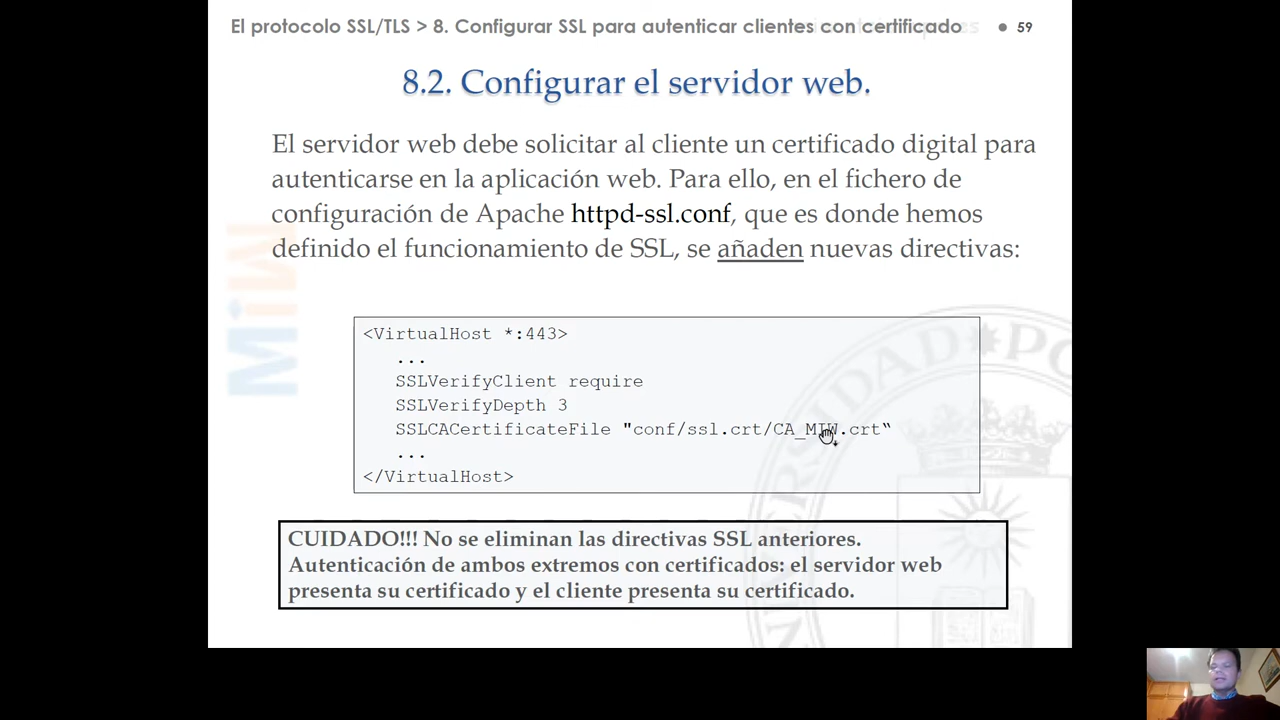 El protocolo SSL/TLS > 8. Configurar SSL para autenticar clientes con certificado ● 59
8.2. Configurar el servidor web.
El servidor web debe solicitar al cliente un certificado digital para
autenticarse en la aplicación web. Para ello, en el fichero de
configuración de Apache httpd-ssl.conf, que es donde hemos
definido el funcionamiento de SSL, se añaden nuevas directivas:
<VirtualHost *:443>
...
SSLVerifyClient require
SSLVerifyDepth 3
SSLCACertificateFile "conf/ssl.crt/CA_MIW.crt“
...
</VirtualHost>
CUIDADO!!! No se eliminan las directivas SSL anteriores.
Autenticación de ambos extremos con certificados: el servidor web
presenta su certificado y el cliente presenta su certificado.
MiW